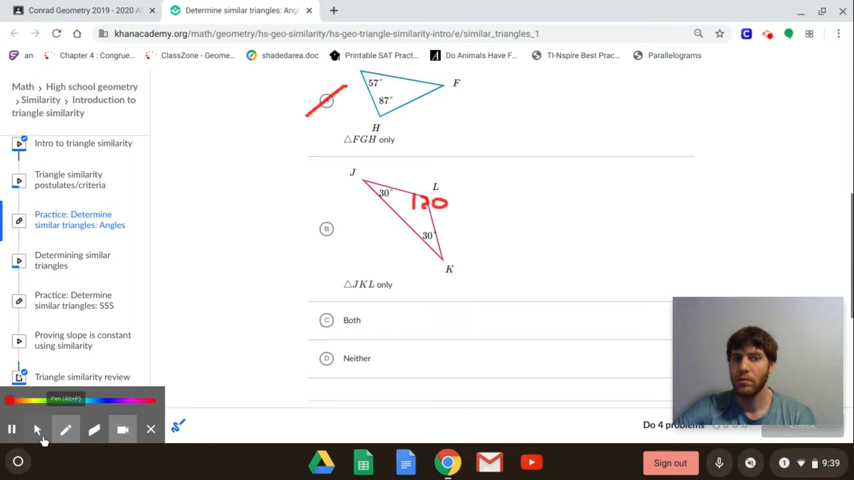 Conrad Geometry 2019 - 2020 A
Determine similar triangles: Angl
khanacademy.org/math/geometry/hs-geo-similarity/hs-geo-triangle-similarity-intro/e/similar_triangles_1
an
Chapter 4 : Congrue...
ClassZone - Geome...
shadedarea.doc
Printable SAT Pract...
Do Animals Have F...
TI-Nspire Best Prac...
Parallelograms
Math › High school geometry
› Similarity › Introduction to
triangle similarity
Intro to triangle similarity
Triangle similarity
postulates/criteria
Practice: Determine
similar triangles: Angles
Determining similar
triangles
Practice: Determine
similar triangles: SSS
Proving slope is constant
using similarity
Triangle similarity review
57°
F
87°
H
△FGH only
J
L
30°
120
B
30°
K
△JKL only
C Both
D Neither
Pen (Alt+F)
Do 4 problems
Sign out
1
9:39